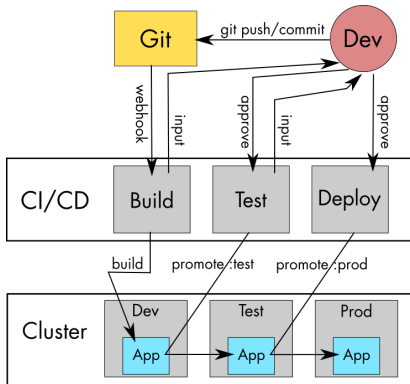 Git
git push/commit
Dev
webhook
input
approve
input
approve
CI/CD
Build
Test
Deploy
build
promote :test
promote :prod
Cluster
Dev
Test
Prod
App
App
App